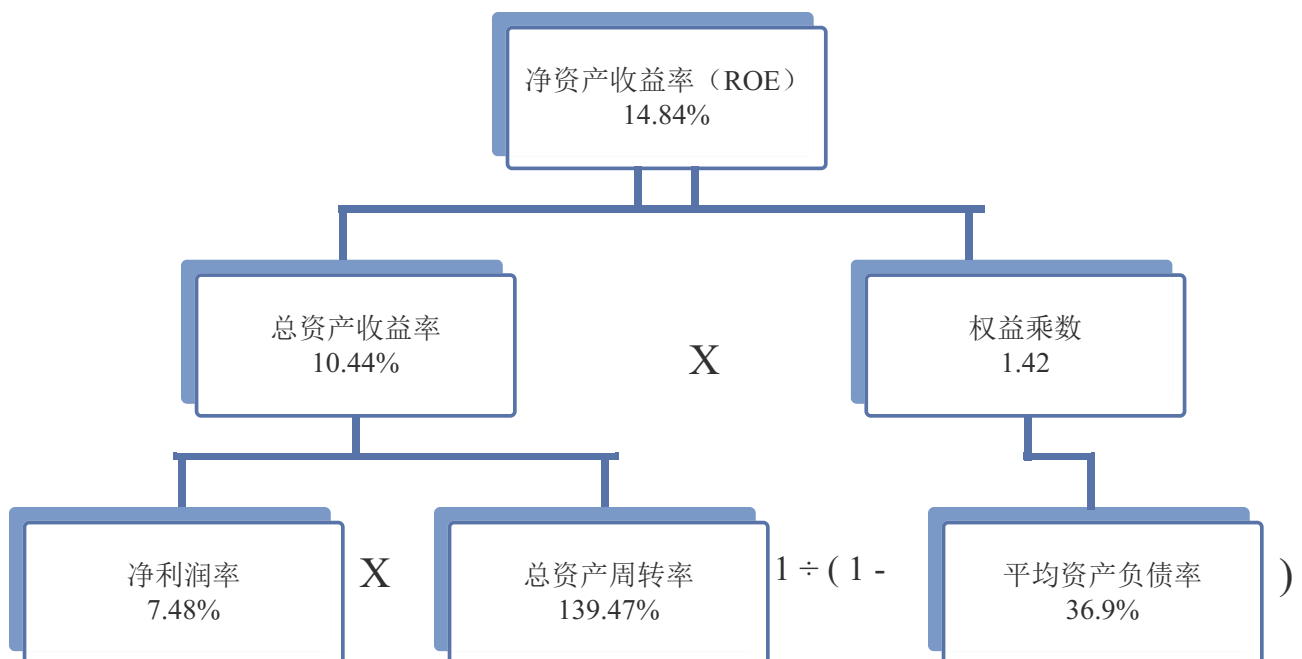 净资产收益率（ROE）
14.84%
总资产收益率
10.44%
X
权益乘数
1.42
净利润率
7.48%
X
总资产周转率
139.47%
1 ÷ ( 1 -
平均资产负债率
36.9%
)